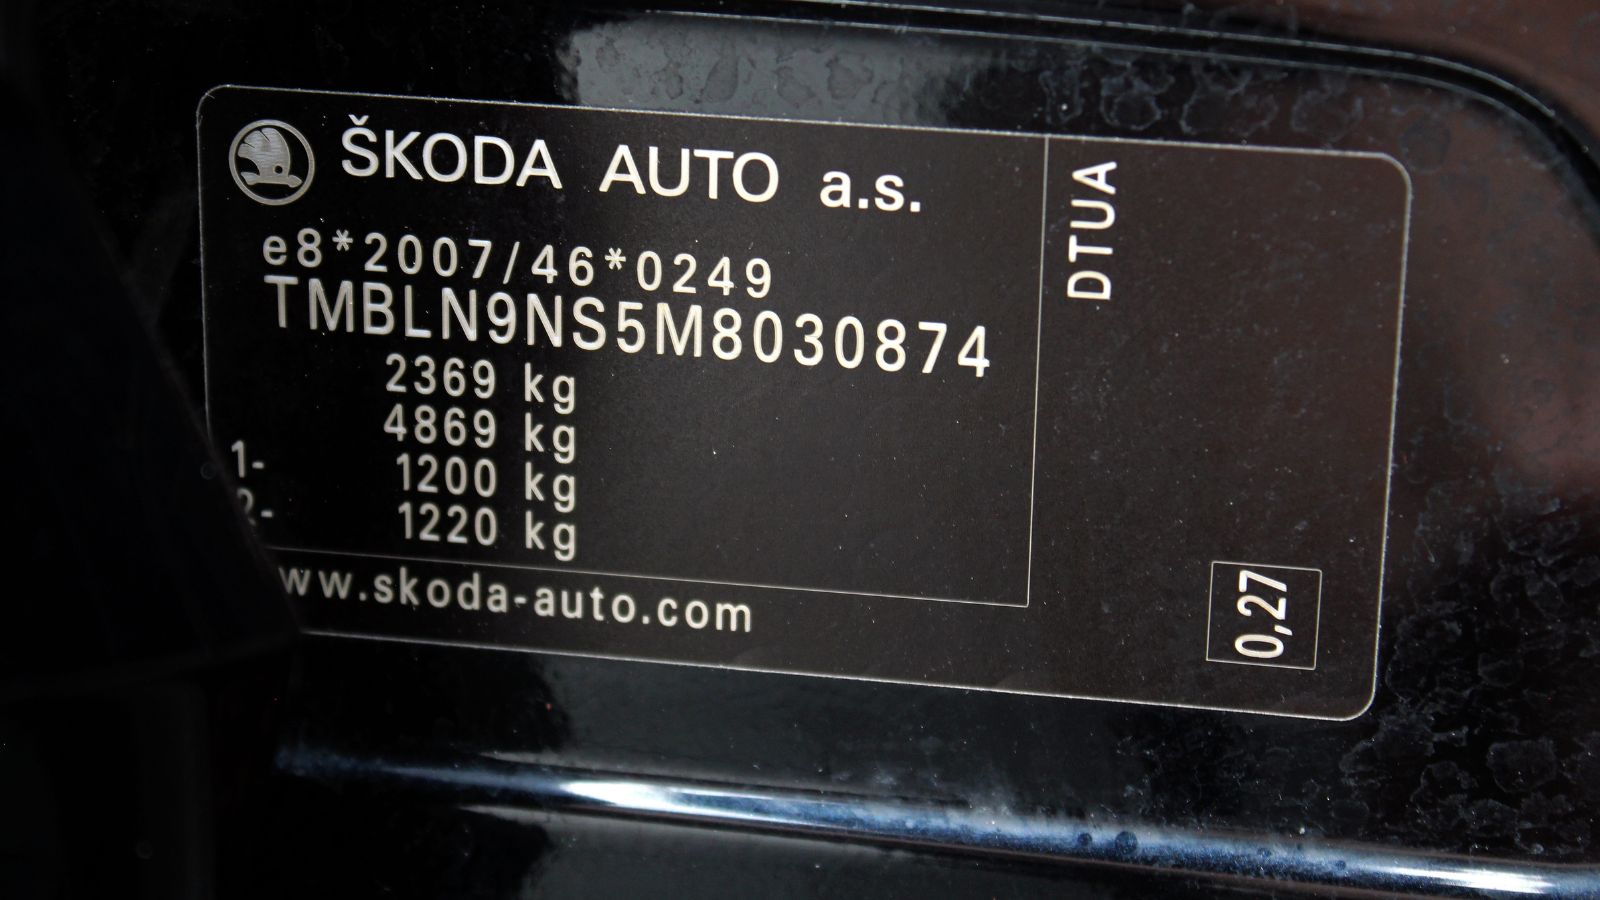 ŠKODA AUTO a.s.
e8*2007/46*0249
TMBLN9NS5M8030874
2369 kg
4869 kg
1- 1200 kg
2- 1220 kg
www.skoda-auto.com
DTUA
0,27